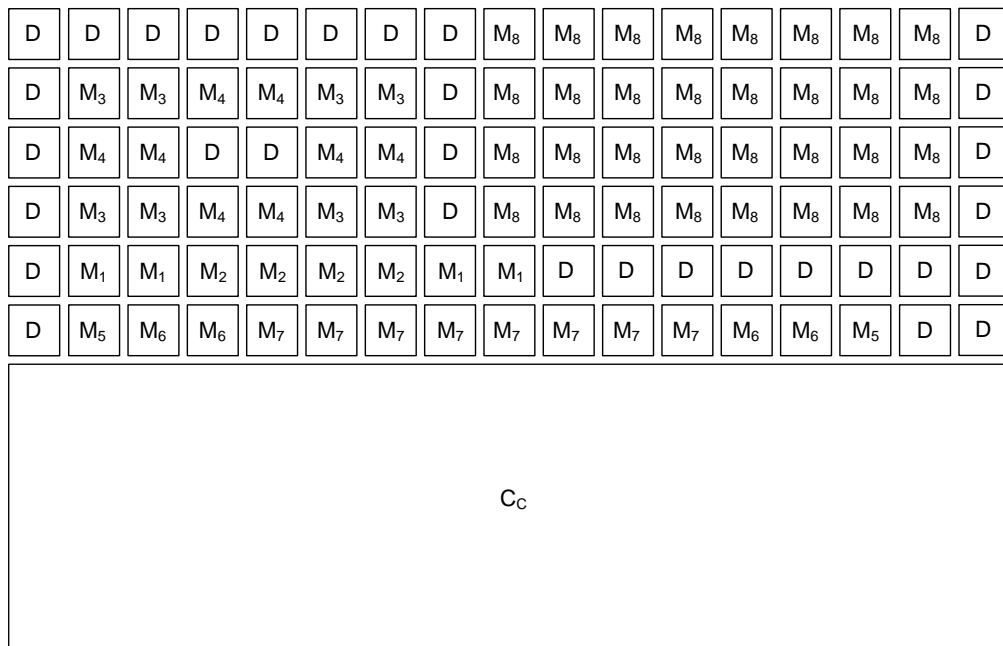 D D D D D D D D M₈ M₈ M₈ M₈ M₈ M₈ M₈ M₈ D
D M₃ M₃ M₄ M₄ M₃ M₃ D M₈ M₈ M₈ M₈ M₈ M₈ M₈ M₈ D
D M₄ M₄ D D M₄ M₄ D M₈ M₈ M₈ M₈ M₈ M₈ M₈ M₈ D
D M₃ M₃ M₄ M₄ M₃ M₃ D M₈ M₈ M₈ M₈ M₈ M₈ M₈ M₈ D
D M₁ M₁ M₂ M₂ M₂ M₂ M₁ M₁ D D D D D D D D
D M₅ M₆ M₆ M₇ M₇ M₇ M₇ M₇ M₇ M₇ M₇ M₆ M₆ M₅ D D
C_C